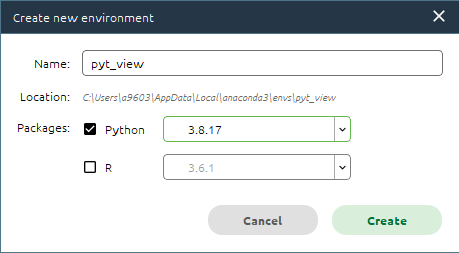 Create new environment
Name: pyt_view
Location: C:\Users\a9603\AppData\Local\anaconda3\envs\pyt_view
Packages: Python 3.8.17
R 3.6.1
Cancel Create